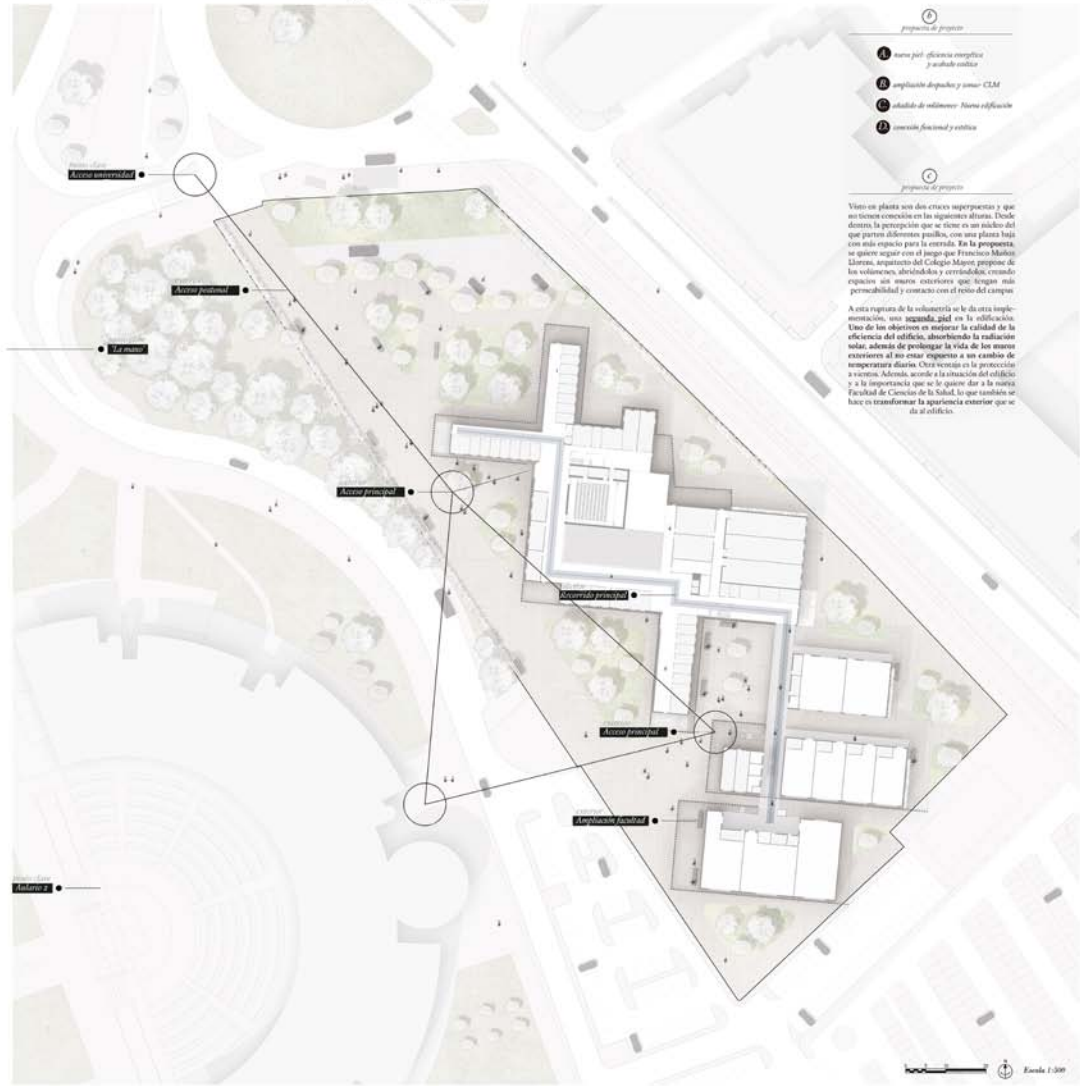 b
propuesta de proyecto
A. nueva piel- eficiencia energética
y acabado estético
B. ampliación despachos y zonas- CLM
C. añadido de volúmenes- Nueva edificación
D. conexión funcional y estética
c
propuesta de proyecto
Visto en planta son dos cruces superpuestas y que
no tienen conexión en las siguientes alturas. Desde
dentro, la percepción que se tiene es un núcleo del
que parten diferentes pasillos, con una planta baja
con más espacio para la entrada. En la propuesta,
se quiere seguir con el juego que Francisco Muñoz
Llorens, arquitecto del Colegio Mayor, propone de
los volúmenes, abriéndolos y cerrándolos, creando
espacios sin muros exteriores que tengan más
permeabilidad y contacto con el resto del campus
A esta ruptura de la volumetría se le da otra imple-
mentación, una segunda piel en la edificación.
Uno de los objetivos es mejorar la calidad de la
eficiencia del edificio, absorbiendo la radiación
solar, además de prolongar la vida de los muros
exteriores al no estar expuesto a un cambio de
temperatura diario. Otra ventaja es la protección
a vientos. Además, acorde a la situación del edificio
y a la importancia que se le quiere dar a la nueva
Facultad de Ciencias de la Salud, lo que también se
hace es transformar la apariencia exterior que se
da al edificio.
punto clave
Acceso universidad
Acceso peatonal
"La mano"
Acceso principal
Recorrido principal
Acceso principal
Ampliación facultad
punto clave
Aulario 2
Escala 1:500